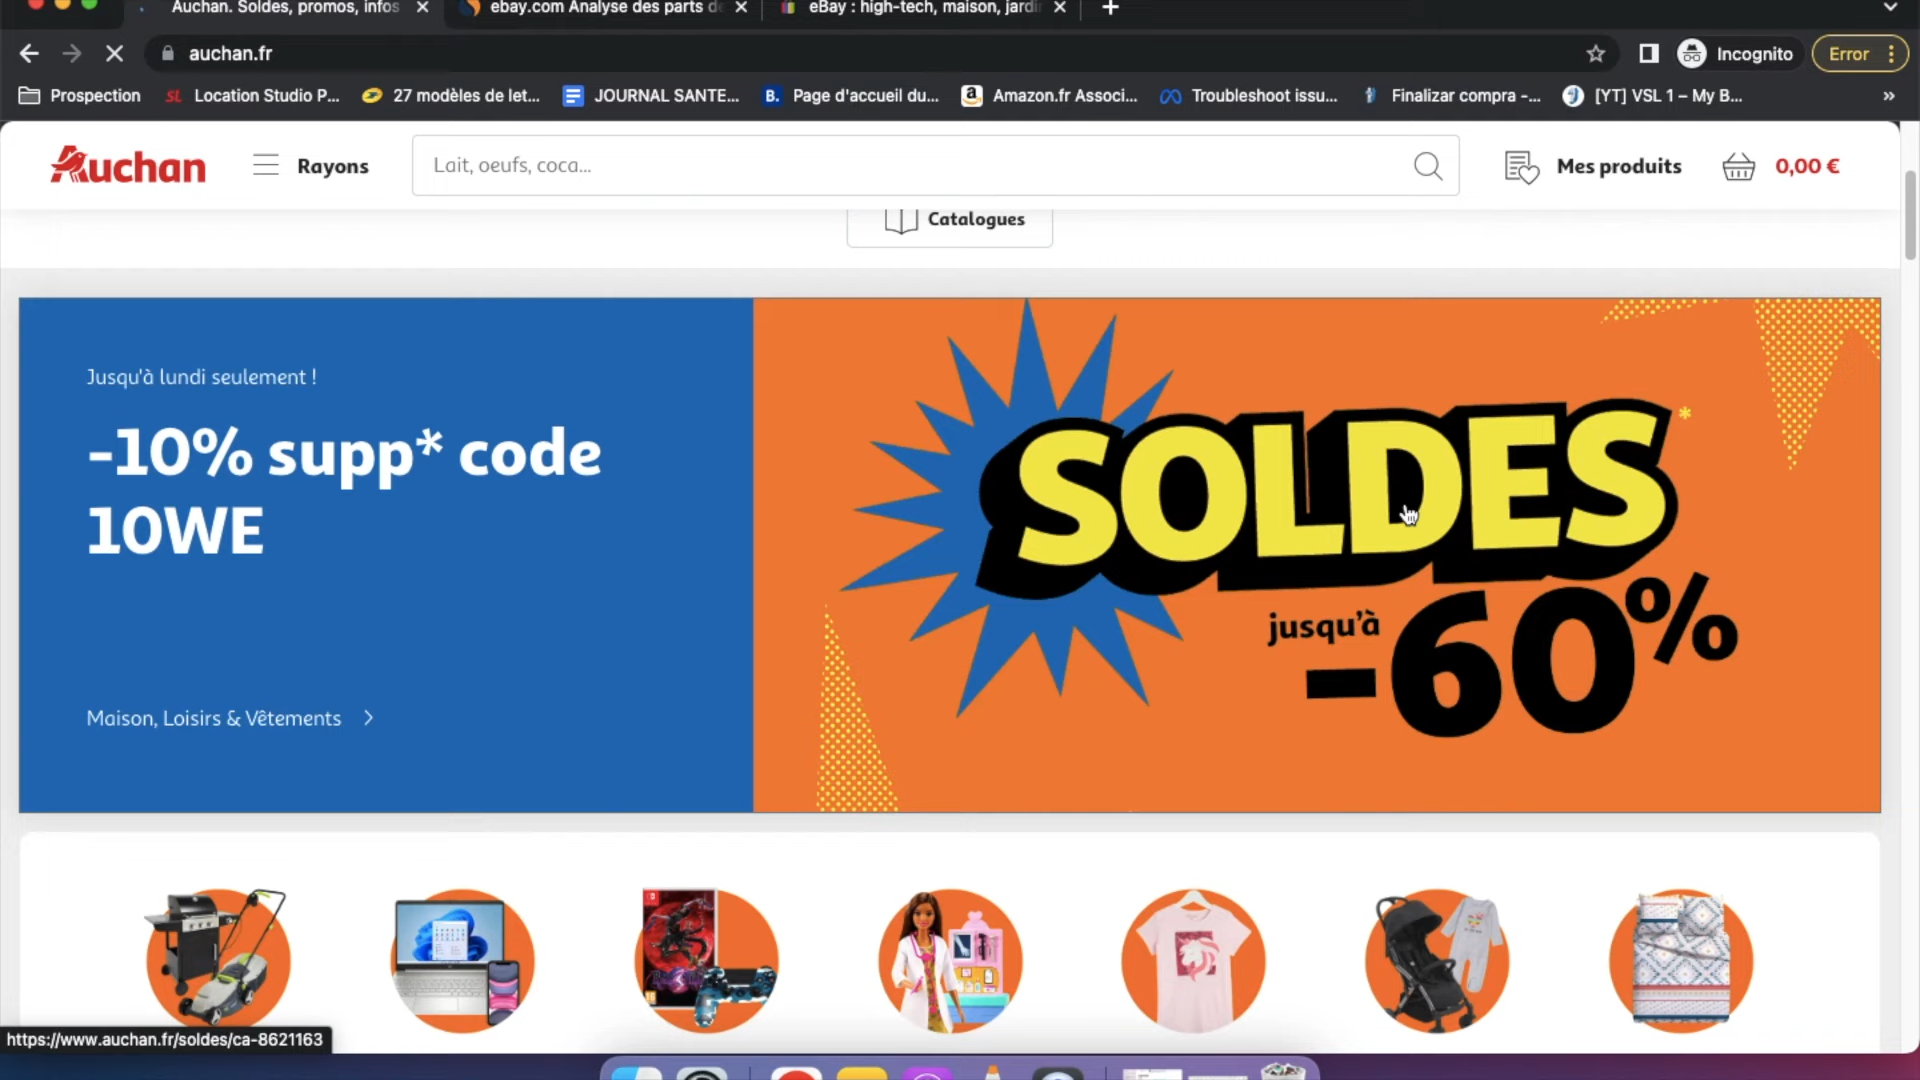 Auchan. Soldes, promos, infos
ebay.com Analyse des parts de
eBay : high-tech, maison, jardi
auchan.fr
Incognito
Error
Prospection
SL Location Studio P...
27 modèles de let...
JOURNAL SANTE...
B. Page d'accueil du...
a Amazon.fr Associ...
Troubleshoot issu...
Finalizar compra -...
[YT] VSL 1 – My B...
»
Auchan
Rayons
Lait, oeufs, coca...
Mes produits
0,00 €
Catalogues
Jusqu'à lundi seulement !
-10% supp* code
10WE
Maison, Loisirs & Vêtements
SOLDES*
jusqu'à
-60%
https://www.auchan.fr/soldes/ca-8621163